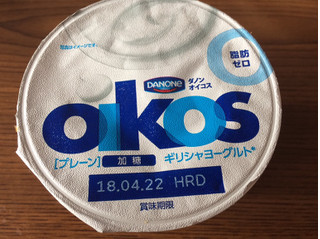 脂肪
ゼロ
DANONE
ダノン
オイコス
oikos
[プレーン] 加糖 ギリシャヨーグルト*
18.04.22 HRD
賞味期限